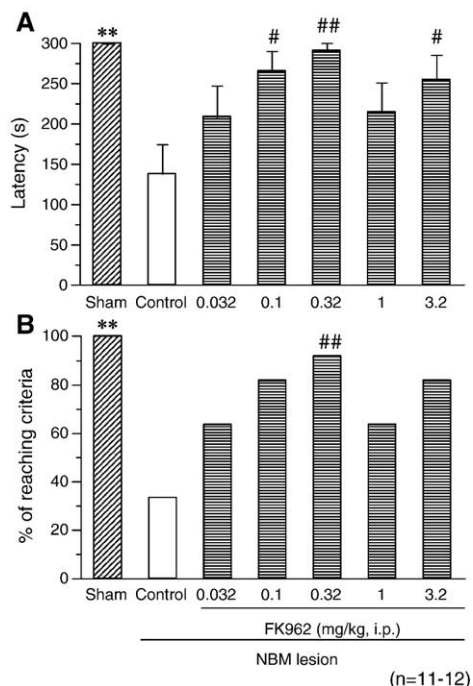 A
Latency (s)
300
250
200
150
100
50
0
** # ## #
Sham Control 0.032 0.1 0.32 1 3.2
B
% of reaching criteria
100
80
60
40
20
0
** ##
Sham Control 0.032 0.1 0.32 1 3.2
FK962 (mg/kg, i.p.)
NBM lesion
(n=11-12)